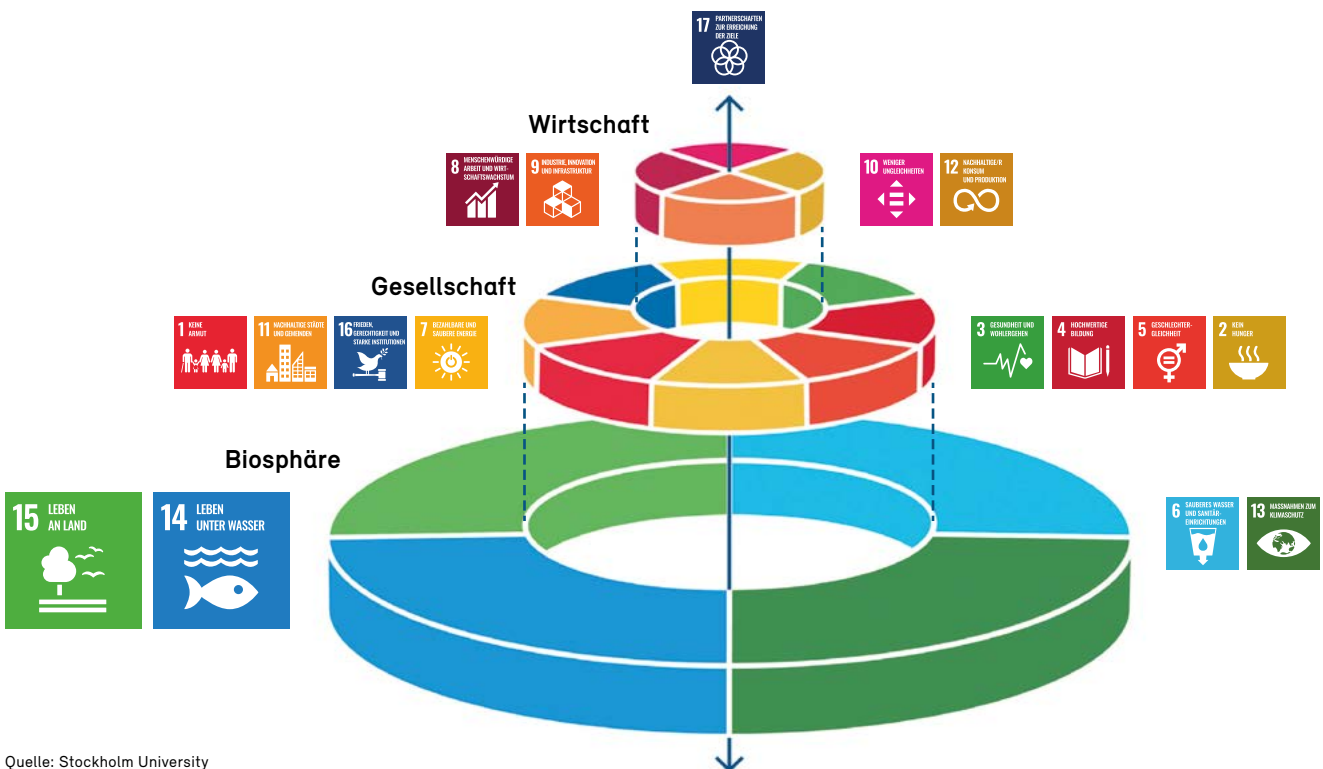 17 PARTNERSCHAFTEN
ZUR ERREICHUNG
DER ZIELE
Wirtschaft
8 MENSCHENWÜRDIGE
ARBEIT UND WIRT-
SCHAFTSWACHSTUM
9 INDUSTRIE, INNOVATION
UND INFRASTRUKTUR
10 WENIGER
UNGLEICHHEITEN
12 NACHHALTIGE/R
KONSUM
UND PRODUKTION
Gesellschaft
1 KEINE
ARMUT
11 NACHHALTIGE STÄDTE
UND GEMEINDEN
16 FRIEDEN,
GERECHTIGKEIT UND
STARKE INSTITUTIONEN
7 BEZAHLBARE UND
SAUBERE ENERGIE
3 GESUNDHEIT UND
WOHLERGEHEN
4 HOCHWERTIGE
BILDUNG
5 GESCHLECHTER-
GLEICHHEIT
2 KEIN
HUNGER
Biosphäre
15 LEBEN
AN LAND
14 LEBEN
UNTER WASSER
6 SAUBERES WASSER
UND SANITÄR-
EINRICHTUNGEN
13 MASSNAHMEN ZUM
KLIMASCHUTZ
Quelle: Stockholm University